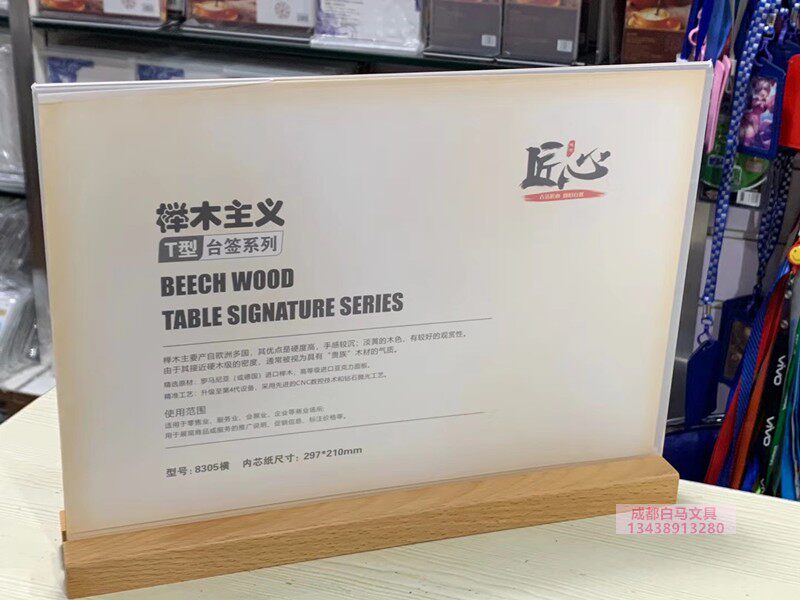 匠心
榉木主义
T型 台签系列
BEECH WOOD
TABLE SIGNATURE SERIES
榉木主要产自欧洲多国，其优点是硬度高，手感较沉；淡黄的木色，有较好的观赏性。
由于其接近硬木级的密度，通常被视为具有“贵族”木材的气质。
精选原材：罗马尼亚（或德国）进口榉木，高等级进口亚克力面板。
精准工艺：升级至第4代设备，采用先进的CNC数控技术和钻石抛光工艺。
使用范围
适用于零售业、服务业、会展业、企业等商业通用；
用于展览商品或服务的推广说明、促销信息、标注价格等。
型号：8305横 内芯纸尺寸：297*210mm
成都白马文具
13438913280
VIVO
VIVO